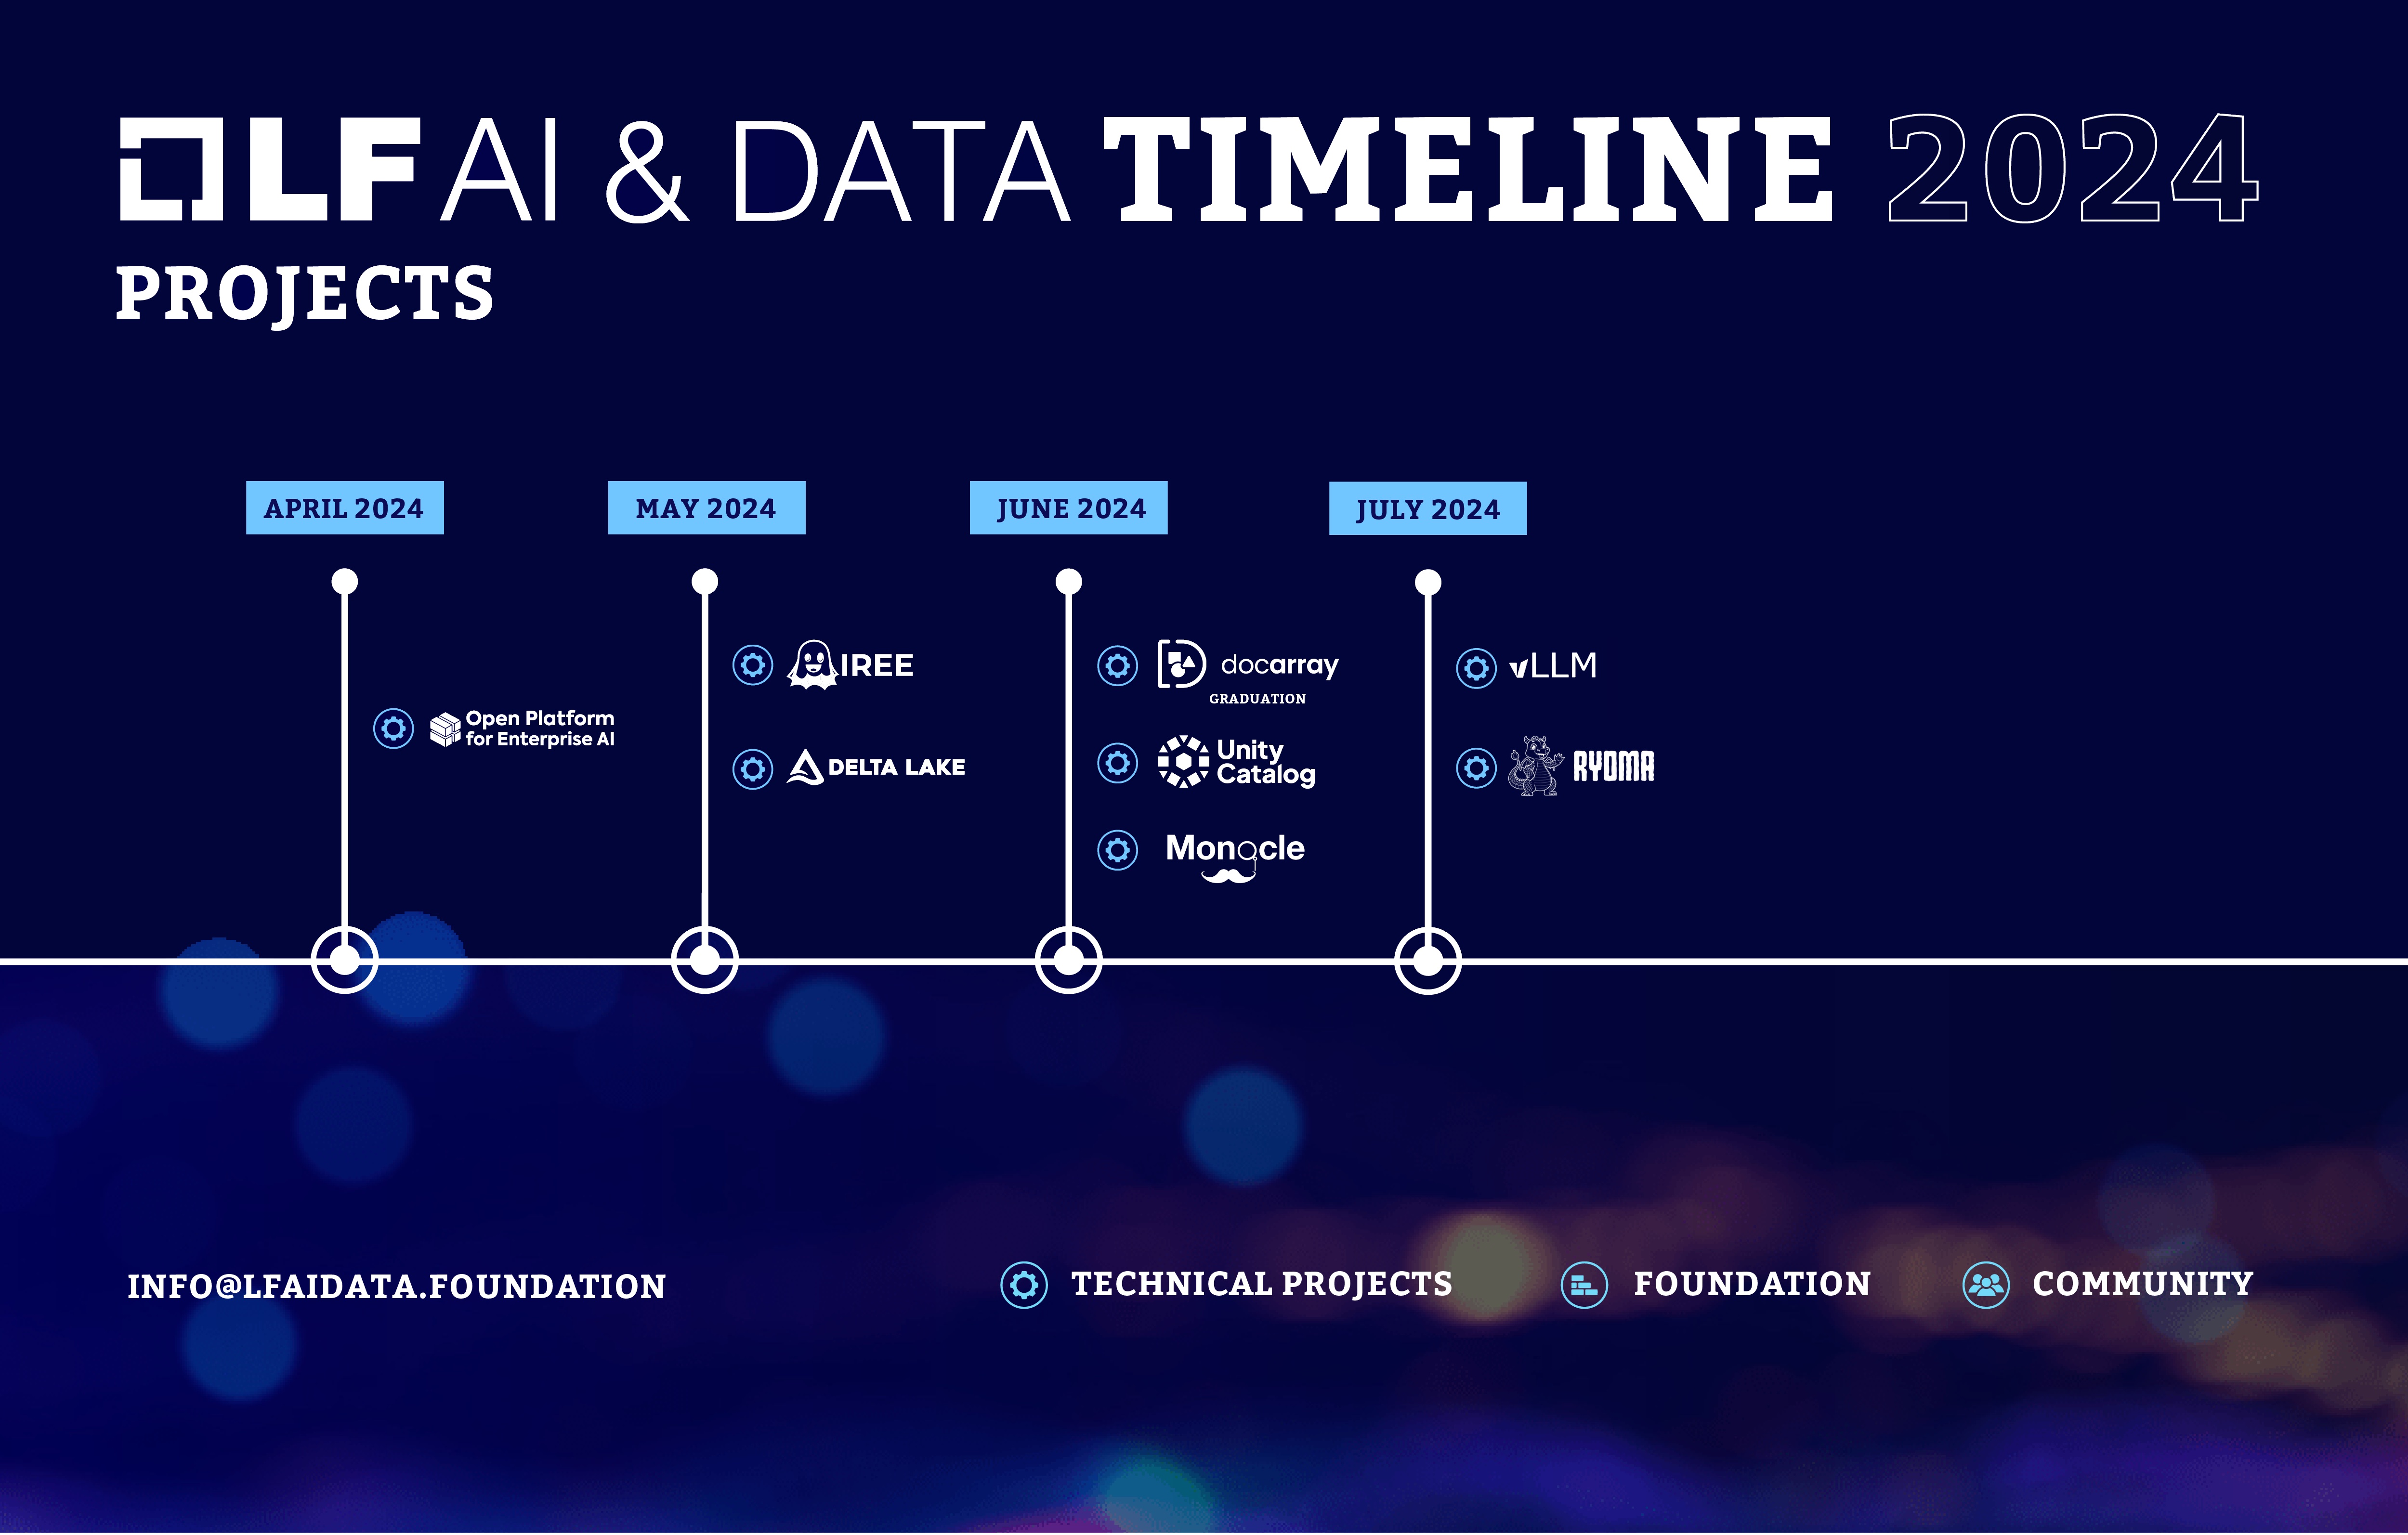 LF AI & DATA TIMELINE 2024
PROJECTS
APRIL 2024
MAY 2024
JUNE 2024
JULY 2024
Open Platform
for Enterprise AI
IREE
DELTA LAKE
docarray
GRADUATION
Unity
Catalog
Monocle
vLLM
RYOMA
INFO@LFAIDATA.FOUNDATION
TECHNICAL PROJECTS
FOUNDATION
COMMUNITY